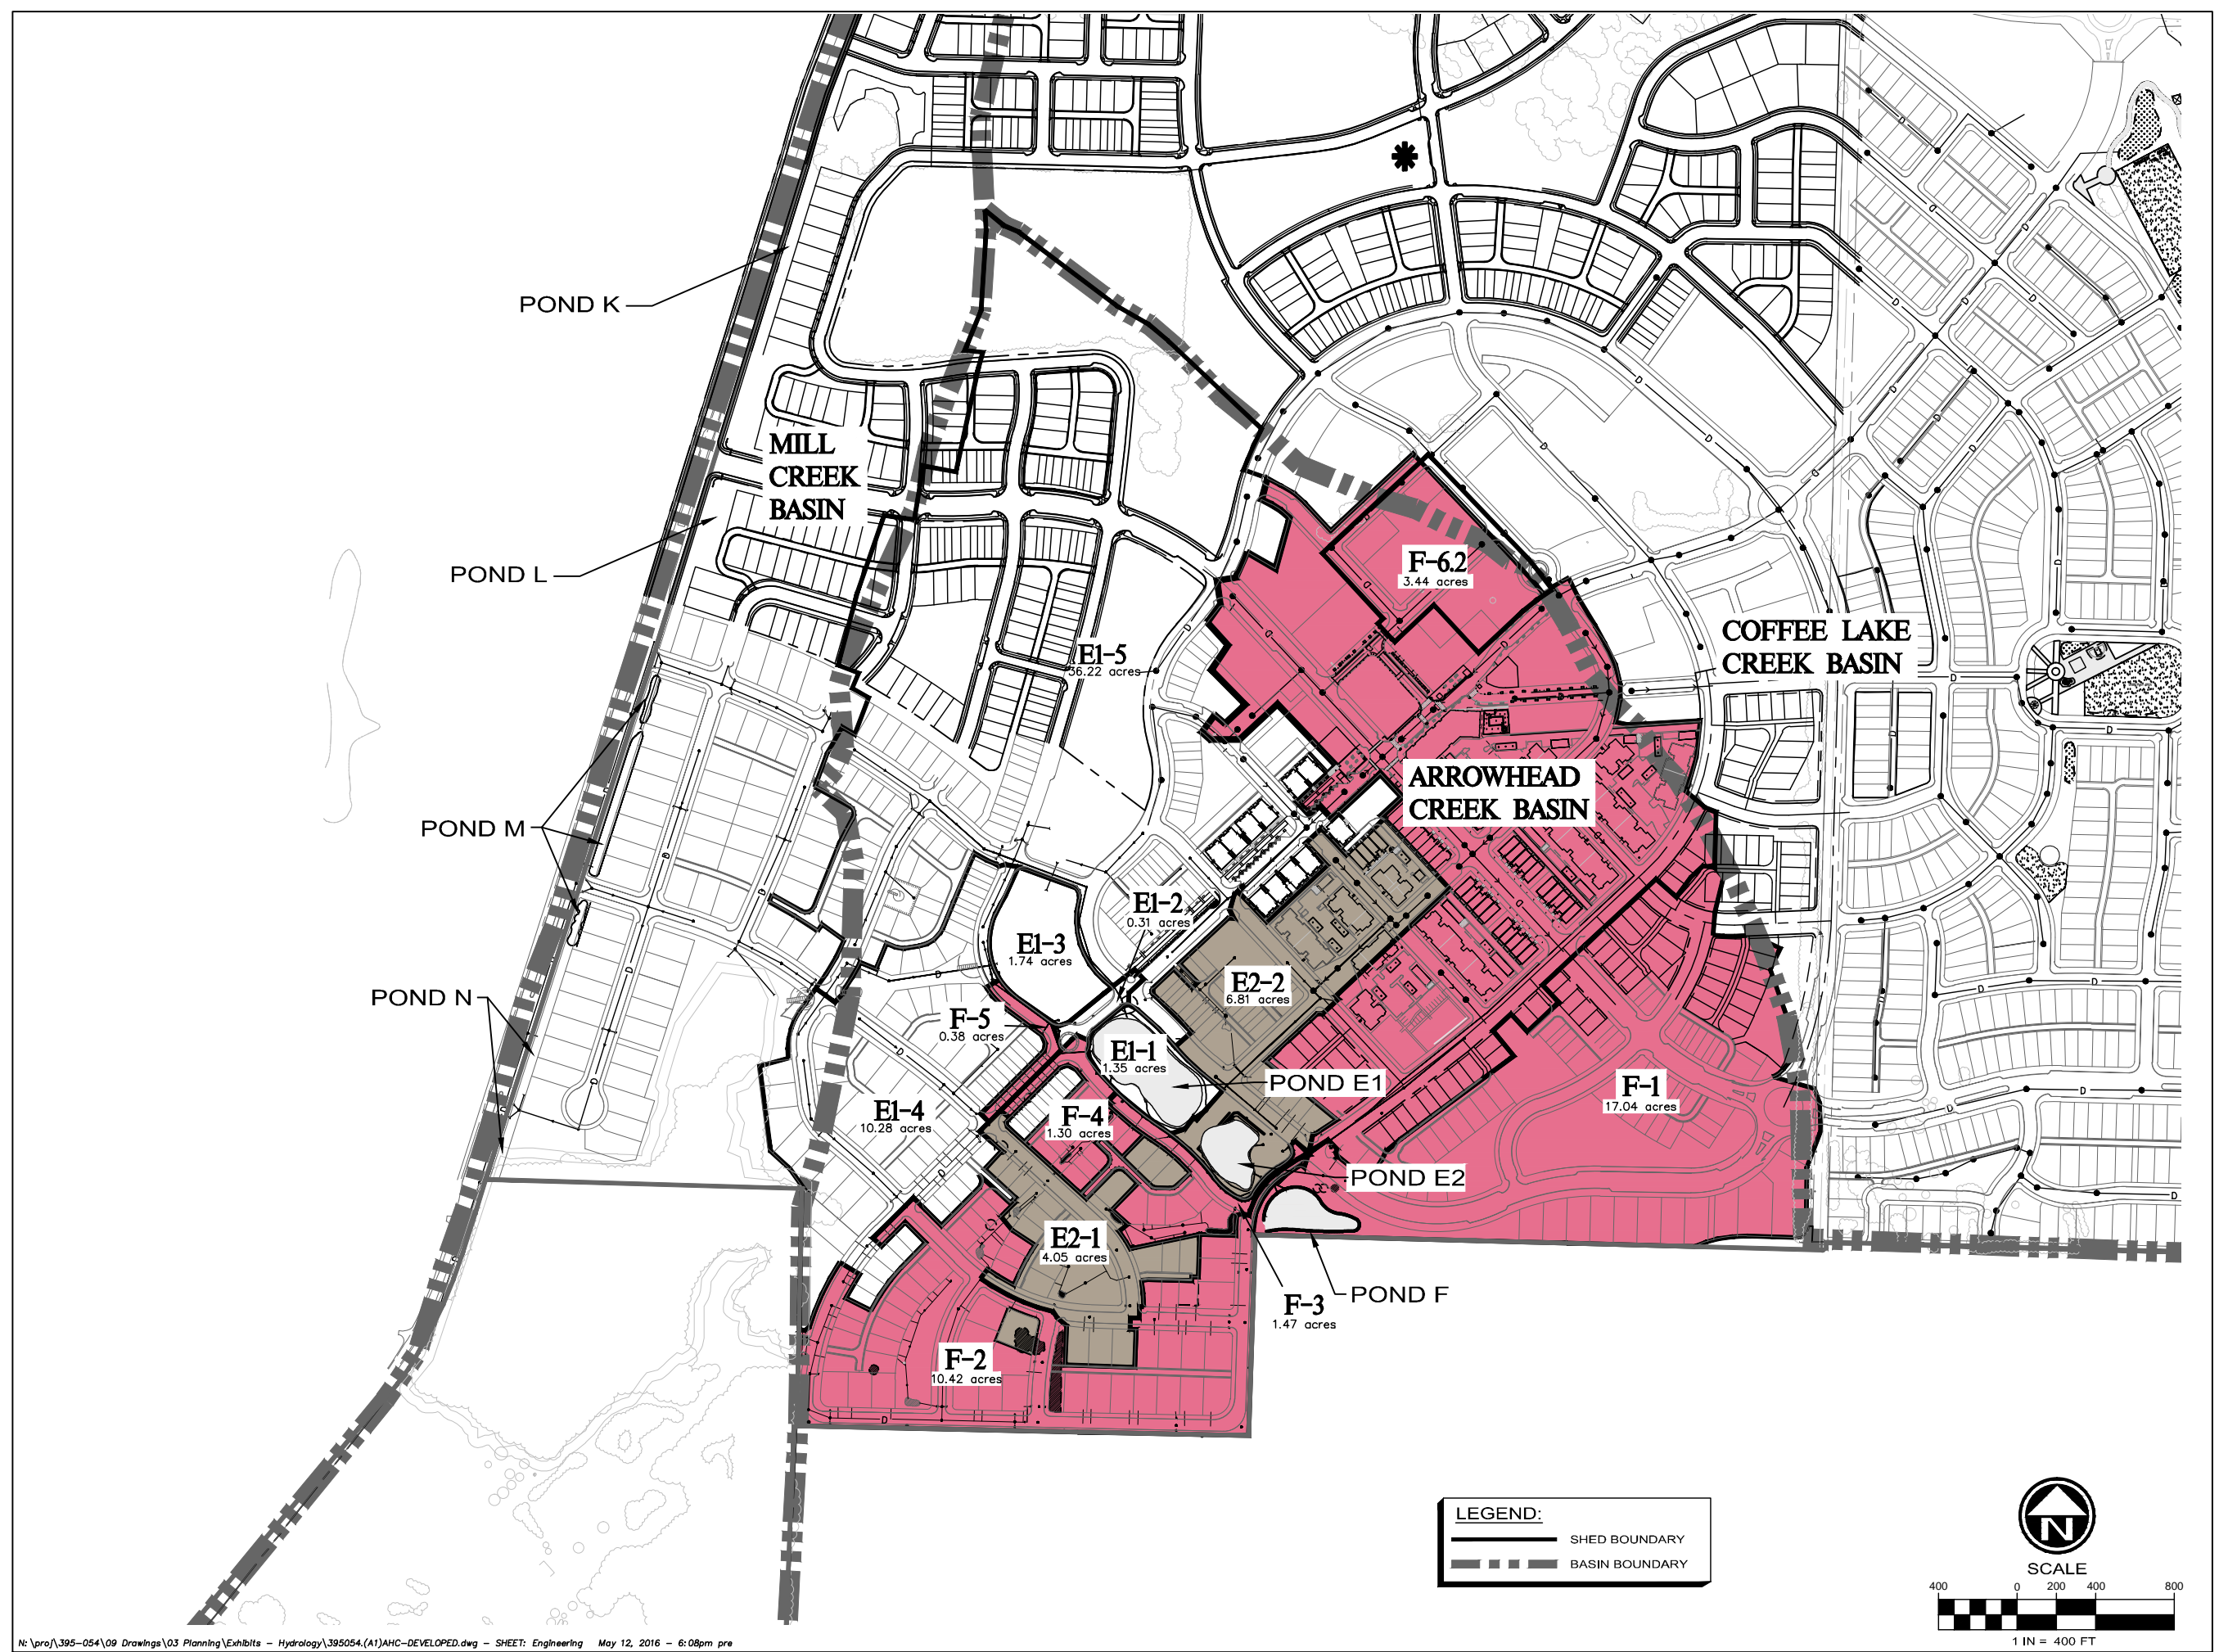 POND K
MILL
CREEK
BASIN
POND L
F-6.2
3.44 acres
COFFEE LAKE
CREEK BASIN
E1-5
36.22 acres
ARROWHEAD
CREEK BASIN
POND M
E1-2
0.31 acres
E1-3
1.74 acres
E2-2
6.81 acres
POND N
F-5
0.38 acres
E1-1
1.35 acres
POND E1
F-1
17.04 acres
E1-4
10.28 acres
F-4
1.30 acres
POND E2
E2-1
4.05 acres
POND F
F-3
1.47 acres
F-2
10.42 acres
LEGEND:
SHED BOUNDARY
BASIN BOUNDARY
N
SCALE
400 0 200 400 800
1 IN = 400 FT
N:\proj\395-054\09 Drawings\03 Planning\Exhibits - Hydrology\395054.(A1)AHC-DEVELOPED.dwg - SHEET: Engineering May 12, 2016 - 6:08pm pre